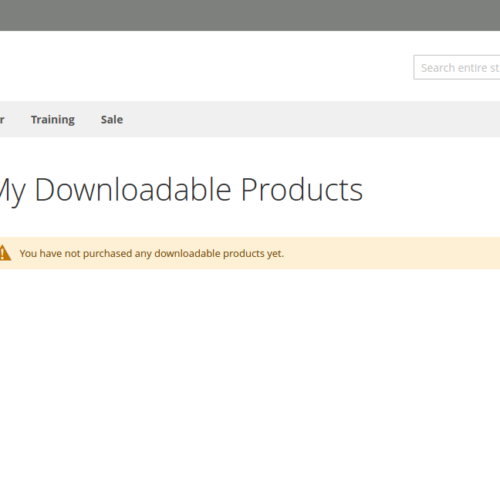 Search entire st
r Training Sale
My Downloadable Products
You have not purchased any downloadable products yet.